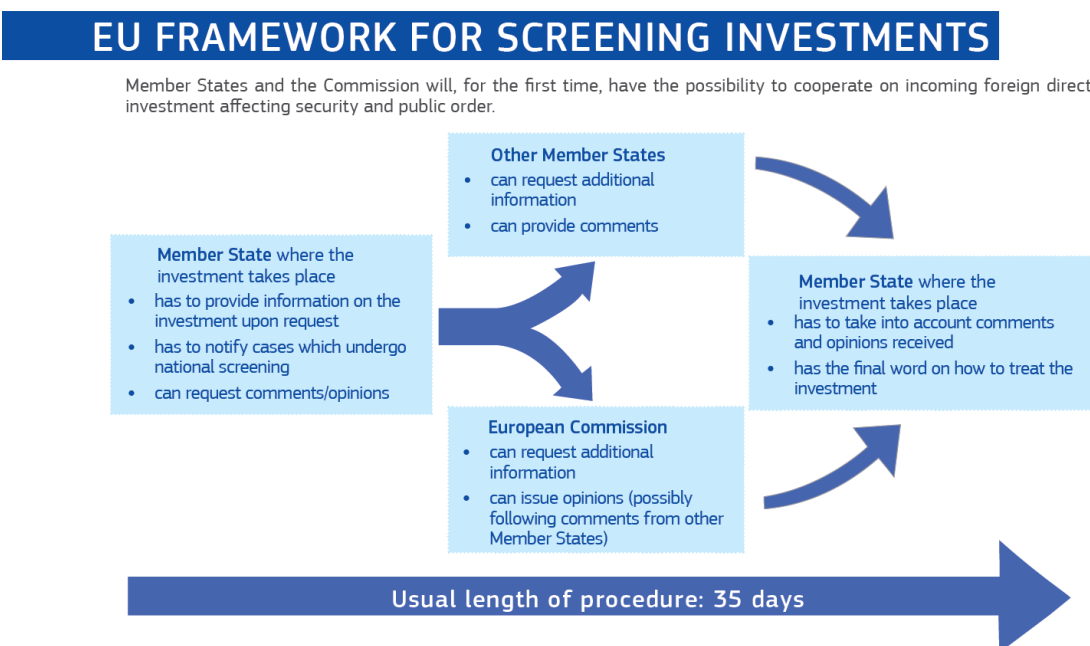 EU FRAMEWORK FOR SCREENING INVESTMENTS
Member States and the Commission will, for the first time, have the possibility to cooperate on incoming foreign direct
investment affecting security and public order.
Member State where the
investment takes place
• has to provide information on the
investment upon request
• has to notify cases which undergo
national screening
• can request comments/opinions
Other Member States
• can request additional
information
• can provide comments
European Commission
• can request additional
information
• can issue opinions (possibly
following comments from other
Member States)
Member State where the
investment takes place
• has to take into account comments
and opinions received
• has the final word on how to treat the
investment
Usual length of procedure: 35 days